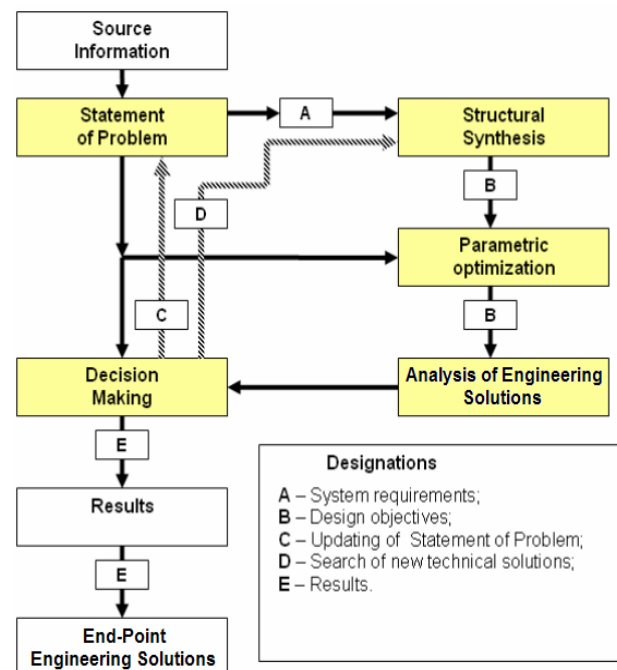 Source
Information
Statement
of Problem
A
Structural
Synthesis
B
D
Parametric
optimization
C
B
Decision
Making
Analysis of Engineering
Solutions
E
Results
E
End-Point
Engineering Solutions
Designations
A – System requirements;
B – Design objectives;
C – Updating of Statement of Problem;
D – Search of new technical solutions;
E – Results.